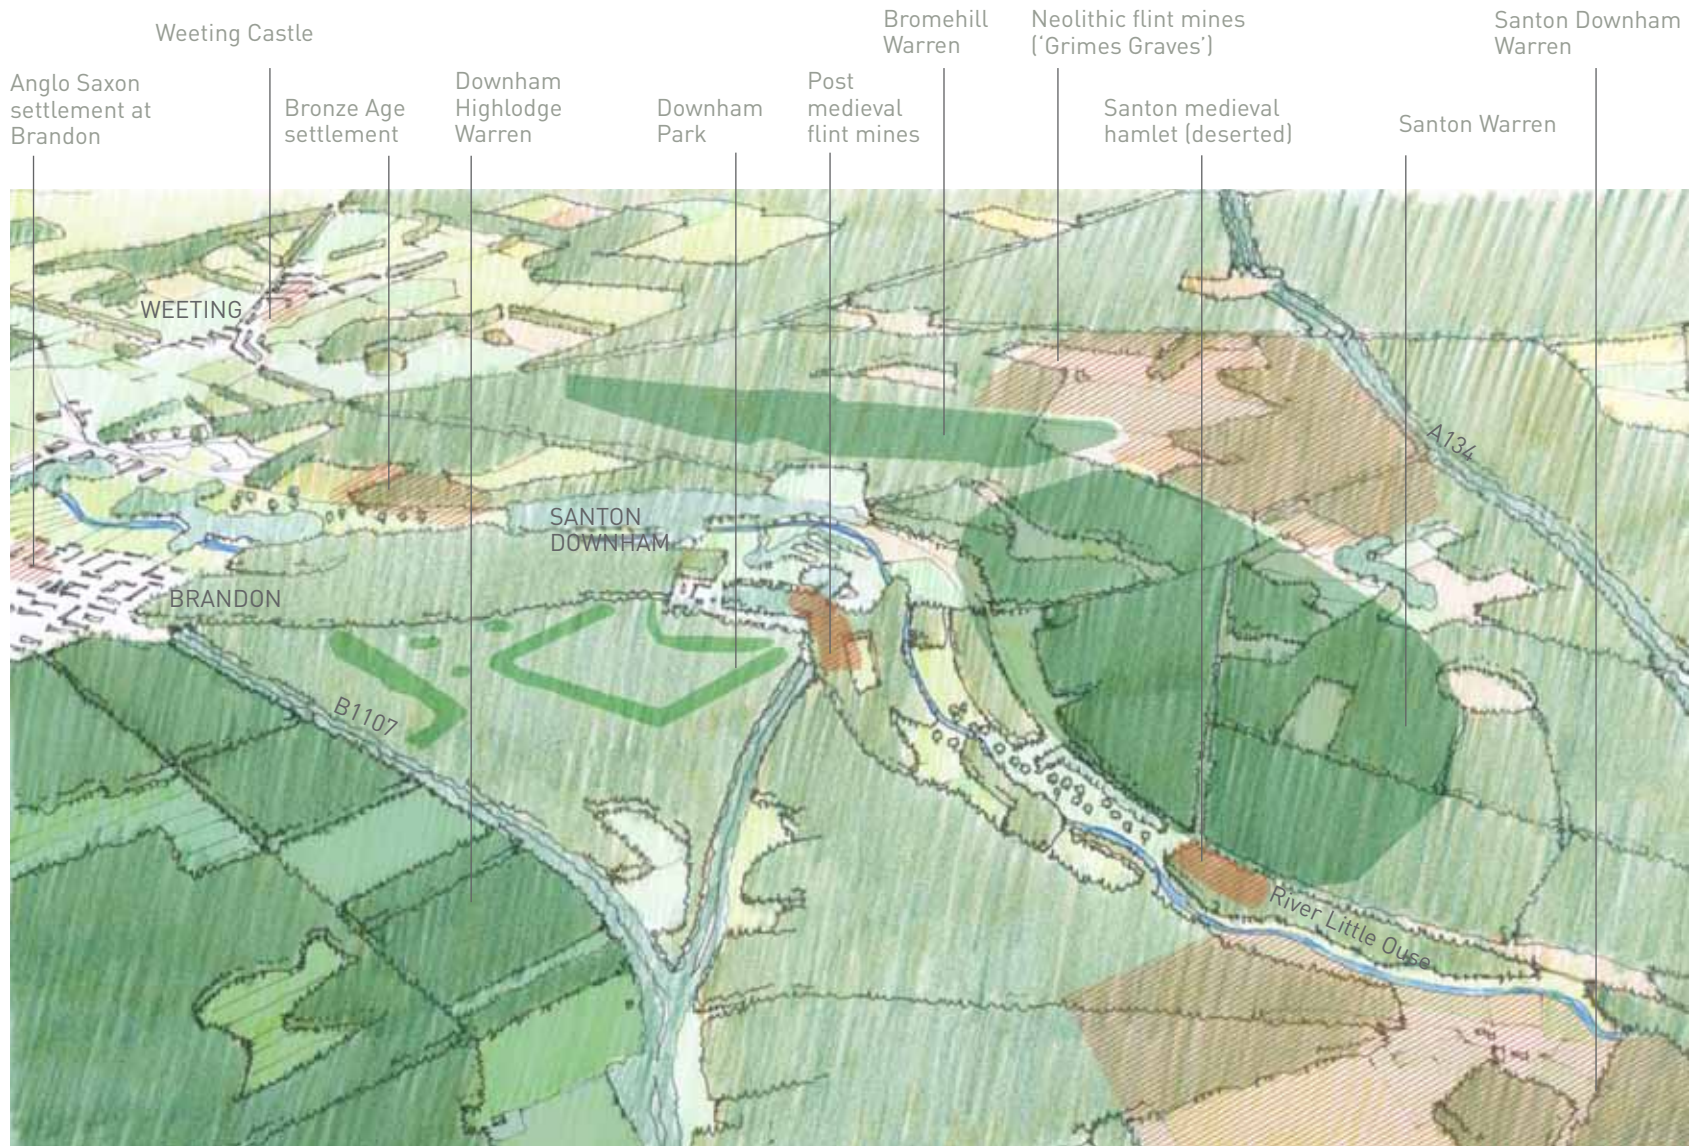 Weeting Castle
Bromehill
Warren
Neolithic flint mines
(‘Grimes Graves’)
Santon Downham
Warren
Anglo Saxon
settlement at
Brandon
Bronze Age
settlement
Downham
Highlodge
Warren
Downham
Park
Post
medieval
flint mines
Santon medieval
hamlet (deserted)
Santon Warren
WEETING
A134
SANTON
DOWNHAM
BRANDON
B1107
River Little Ouse